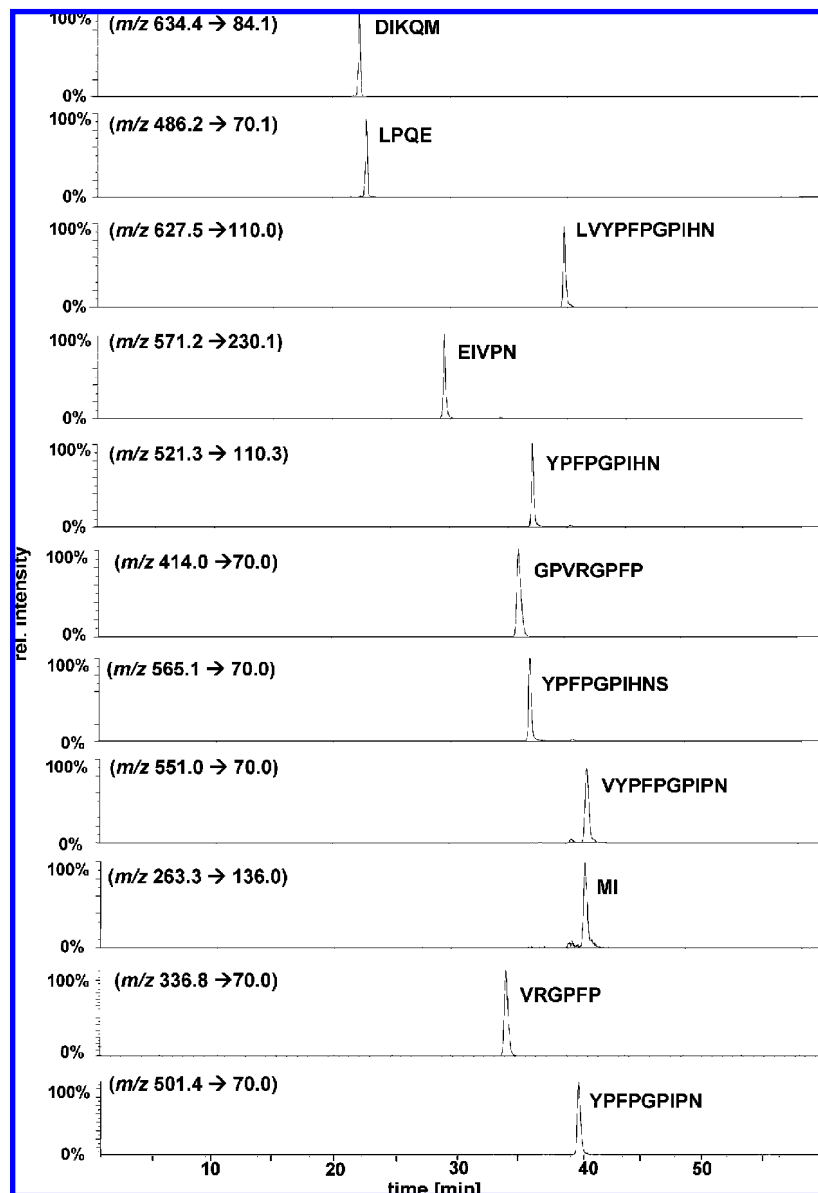 100%
(m/z 634.4 → 84.1)
DIKQM
0%
100%
(m/z 486.2 → 70.1)
LPQE
0%
100%
(m/z 627.5 →110.0)
LVYPFPGPIHN
0%
100%
(m/z 571.2 →230.1)
EIVPN
0%
100%
(m/z 521.3 → 110.3)
YPFPGPIHN
0%
rel. intensity
100%
(m/z 414.0 →70.0)
GPVRGPFP
0%
100%
(m/z 565.1 → 70.0)
YPFPGPIHNS
0%
100%
(m/z 551.0 → 70.0)
VYPFPGPIPN
0%
100%
(m/z 263.3 → 136.0)
MI
0%
100%
(m/z 336.8 →70.0)
VRGPFP
0%
100%
(m/z 501.4 → 70.0)
YPFPGPIPN
0%
10 20 30 40 50
time [min]